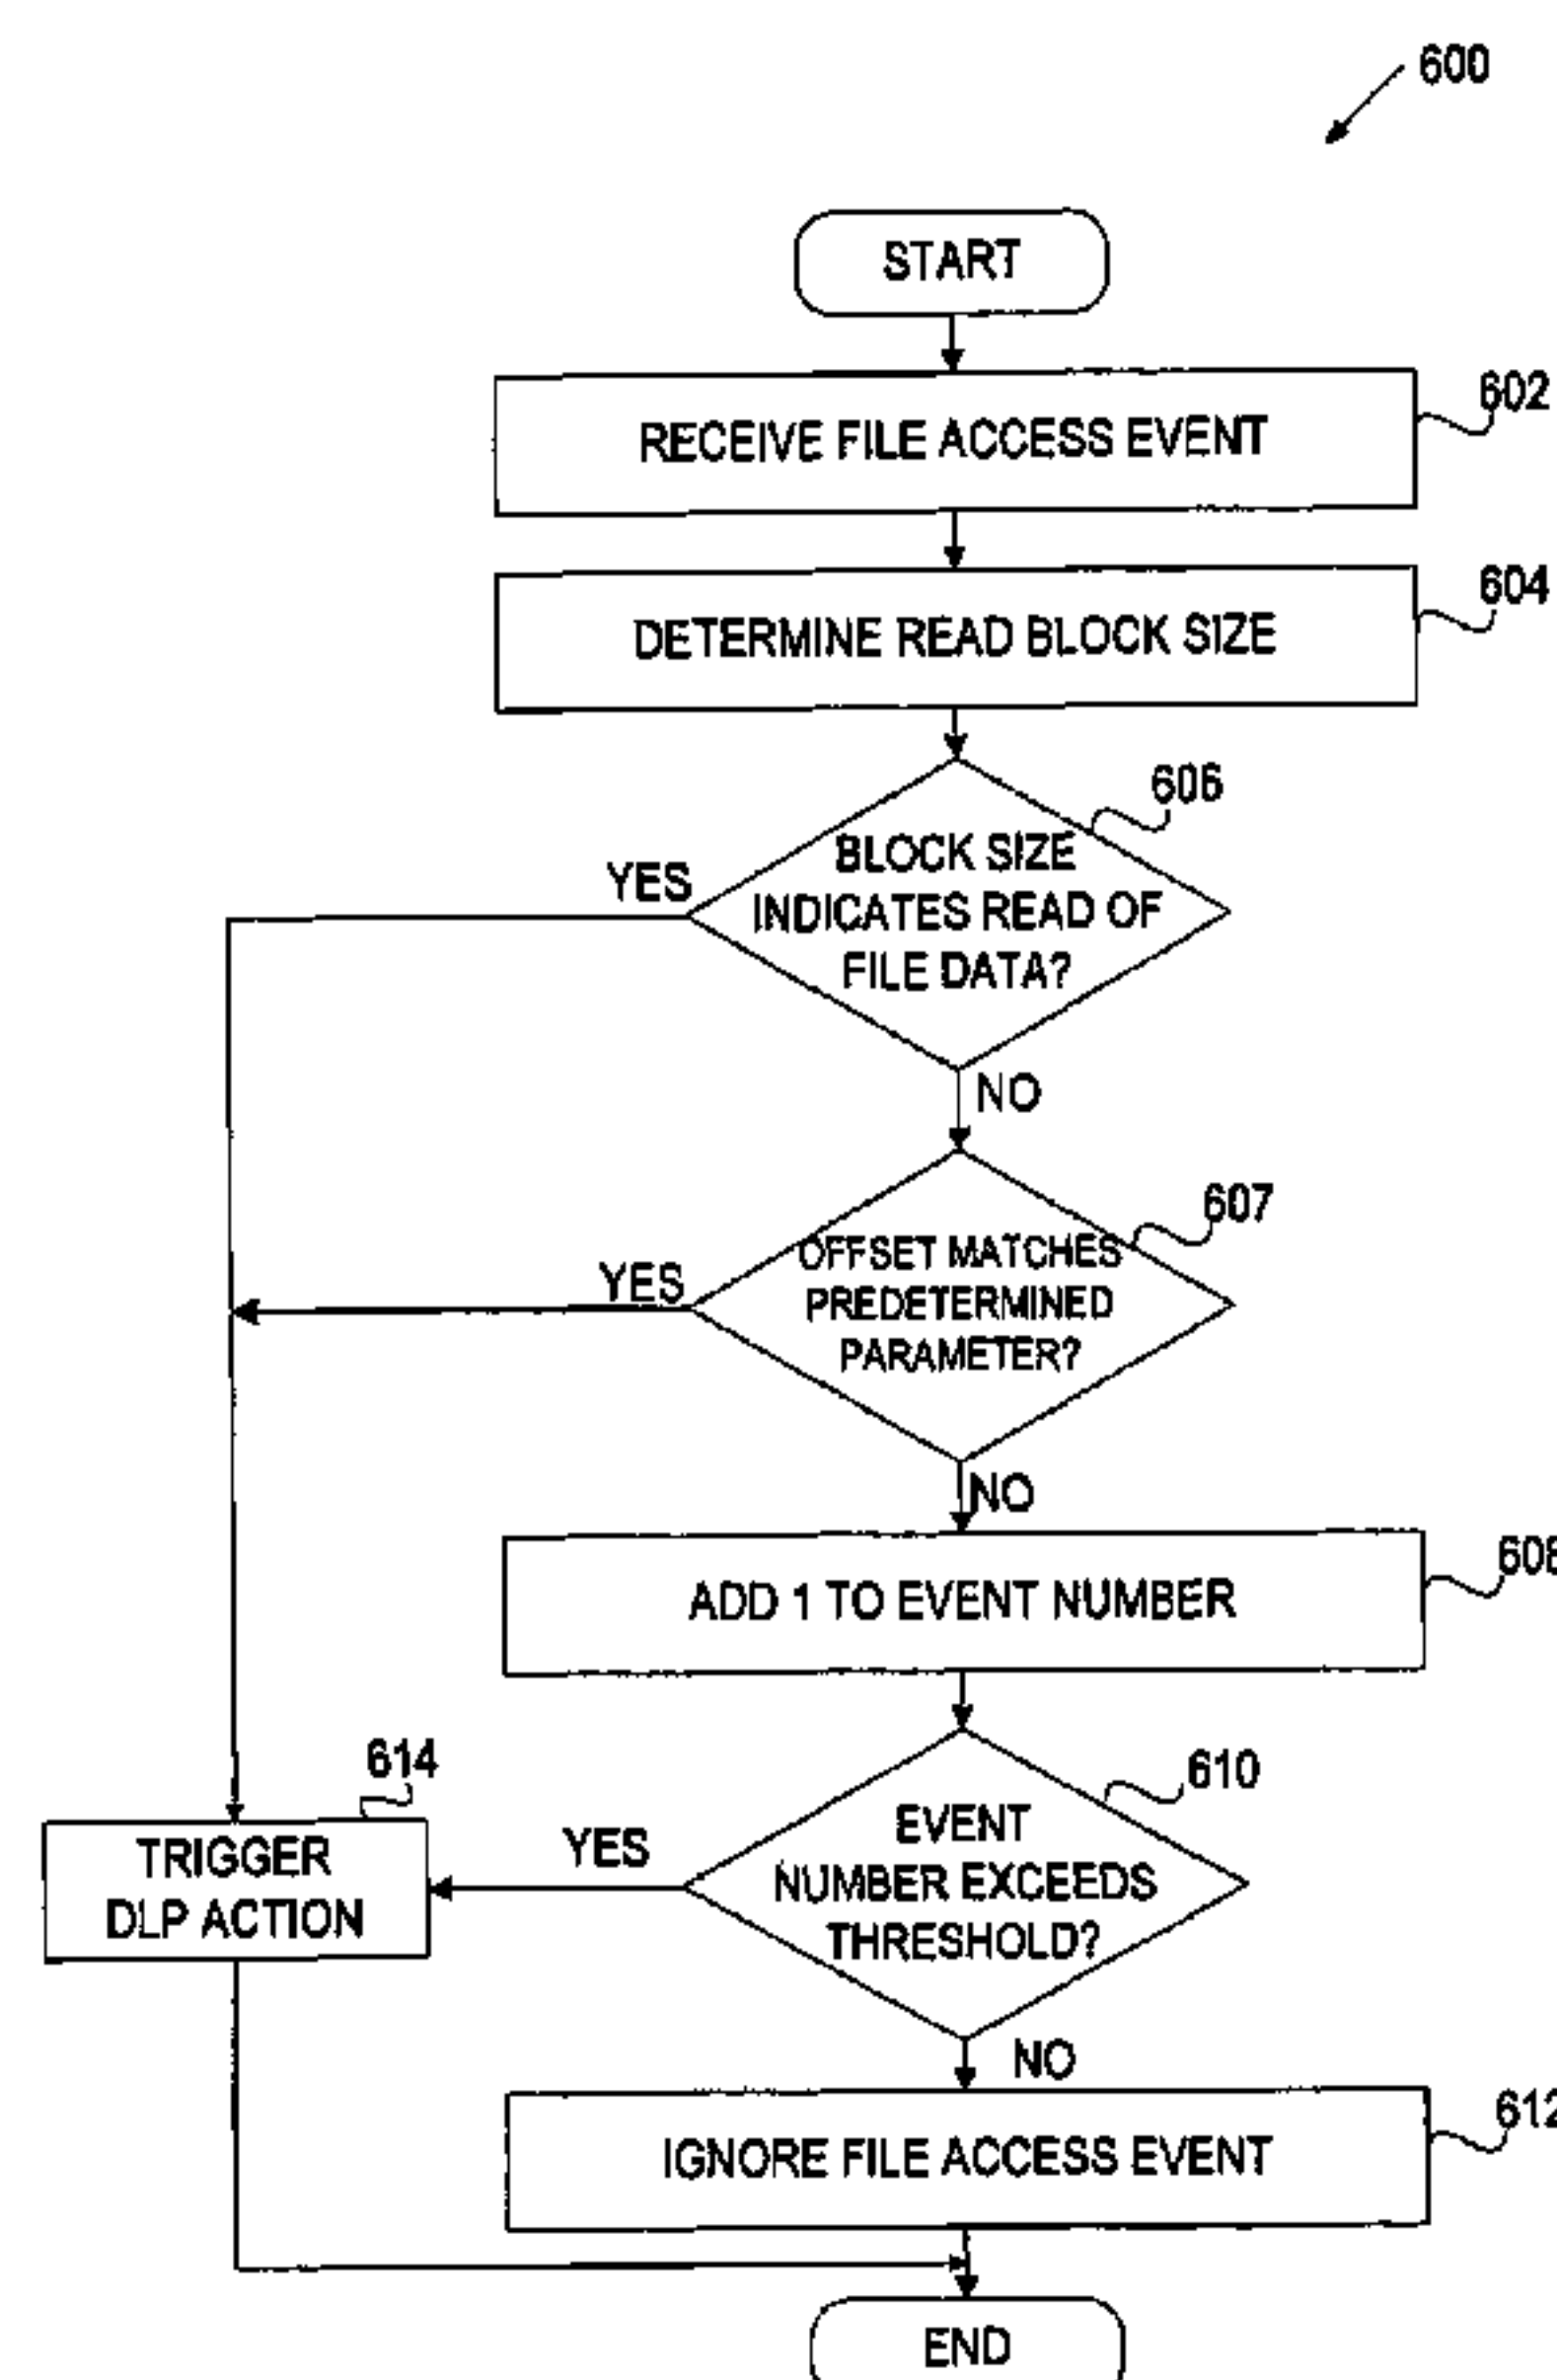 600
START
RECEIVE FILE ACCESS EVENT
602
DETERMINE READ BLOCK SIZE
604
606
BLOCK SIZE
INDICATES READ OF
FILE DATA?
YES
NO
607
OFFSET MATCHES
PREDETERMINED
PARAMETER?
YES
NO
ADD 1 TO EVENT NUMBER
608
610
EVENT
NUMBER EXCEEDS
THRESHOLD?
YES
614
TRIGGER
DLP ACTION
NO
IGNORE FILE ACCESS EVENT
612
END